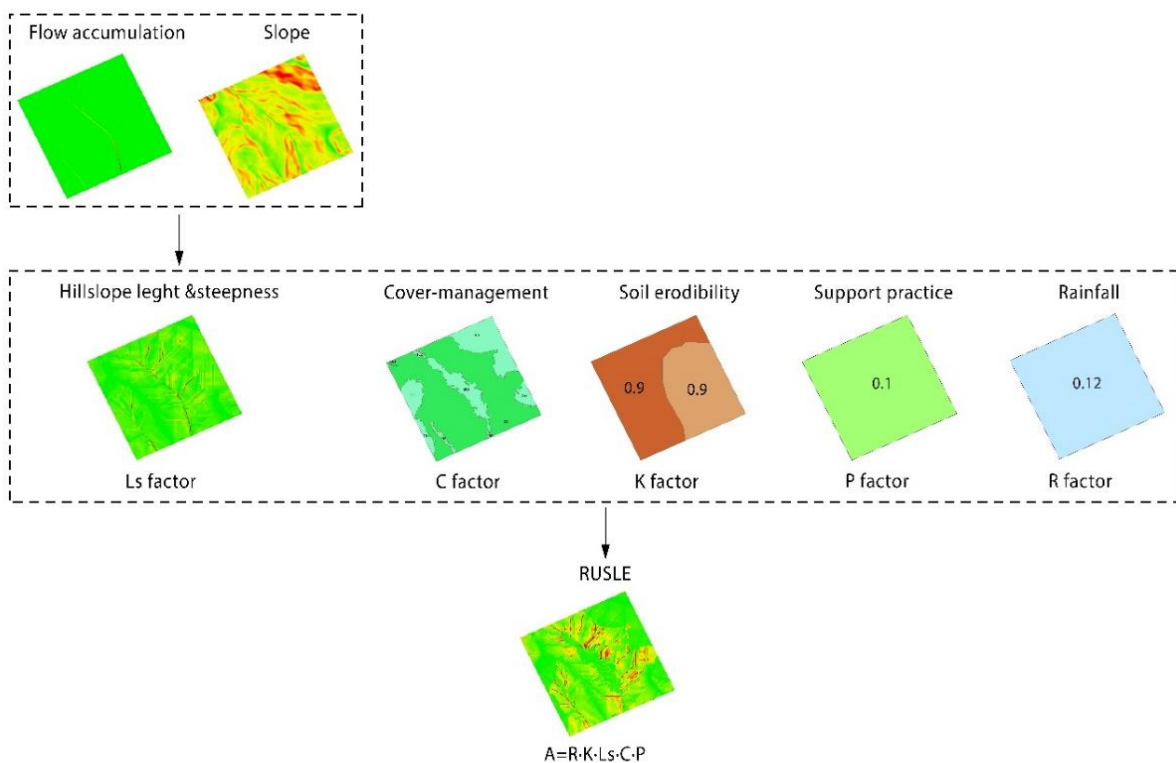 Flow accumulation
Slope
Hillslope leght &steepness
Cover-management
Soil erodibility
Support practice
Rainfall
0.9
0.9
0.1
0.12
Ls factor
C factor
K factor
P factor
R factor
RUSLE
A=R·K·Ls·C·P